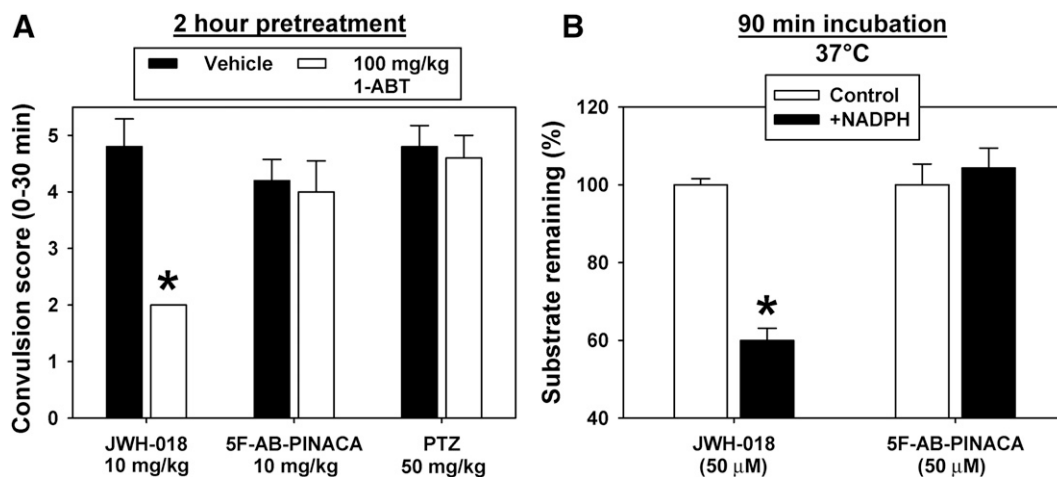 A
2 hour pretreatment
Vehicle
100 mg/kg
1-ABT
Convulsion score (0-30 min)
5
4
3
2
1
0
JWH-018
10 mg/kg
5F-AB-PINACA
10 mg/kg
PTZ
50 mg/kg
*
B
90 min incubation
37°C
Control
+NADPH
Substrate remaining (%)
120
100
80
60
40
*
JWH-018
(50 μM)
5F-AB-PINACA
(50 μM)